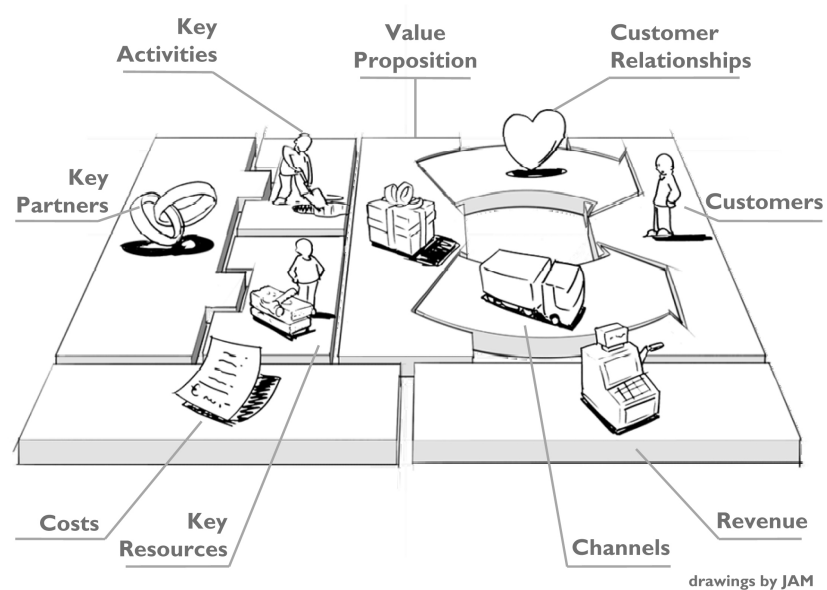 Key
Activities
Value
Proposition
Customer
Relationships
Key
Partners
Customers
Costs
Key
Resources
Channels
Revenue
drawings by JAM